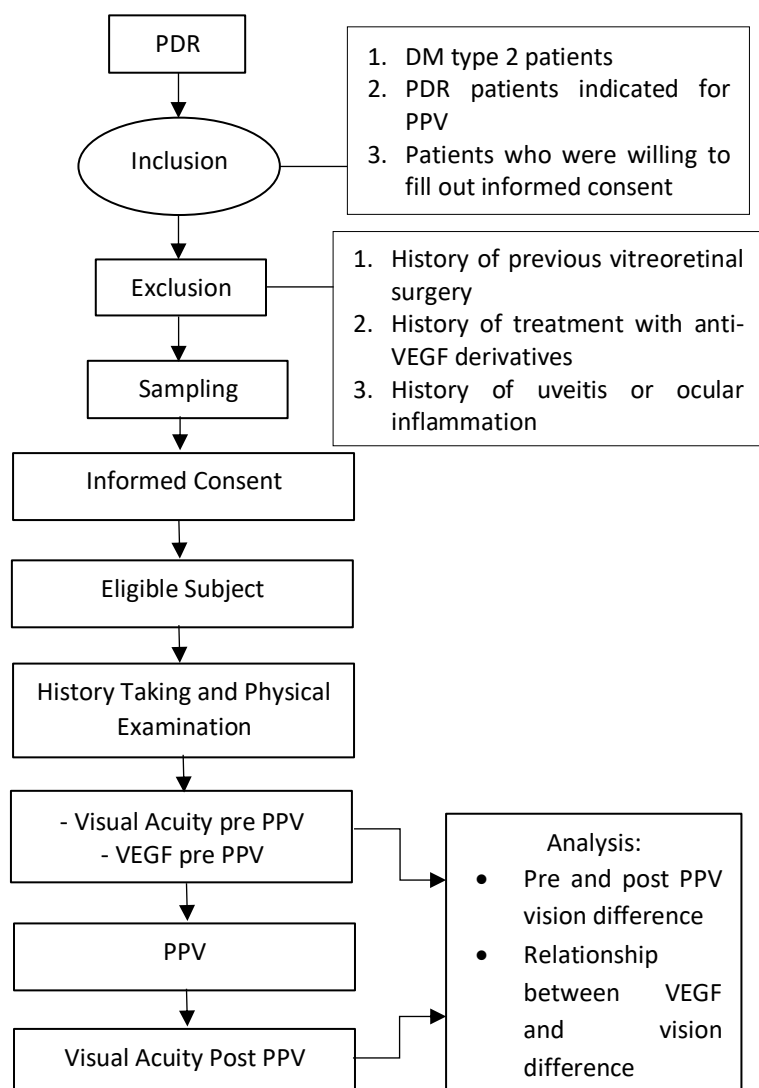 PDR
1. DM type 2 patients
2. PDR patients indicated for
PPV
3. Patients who were willing to
fill out informed consent
Inclusion
Exclusion
1. History of previous vitreoretinal
surgery
2. History of treatment with anti-
VEGF derivatives
3. History of uveitis or ocular
inflammation
Sampling
Informed Consent
Eligible Subject
History Taking and Physical
Examination
- Visual Acuity pre PPV
- VEGF pre PPV
PPV
Visual Acuity Post PPV
Analysis:
• Pre and post PPV
vision difference
• Relationship
between VEGF
and vision
difference